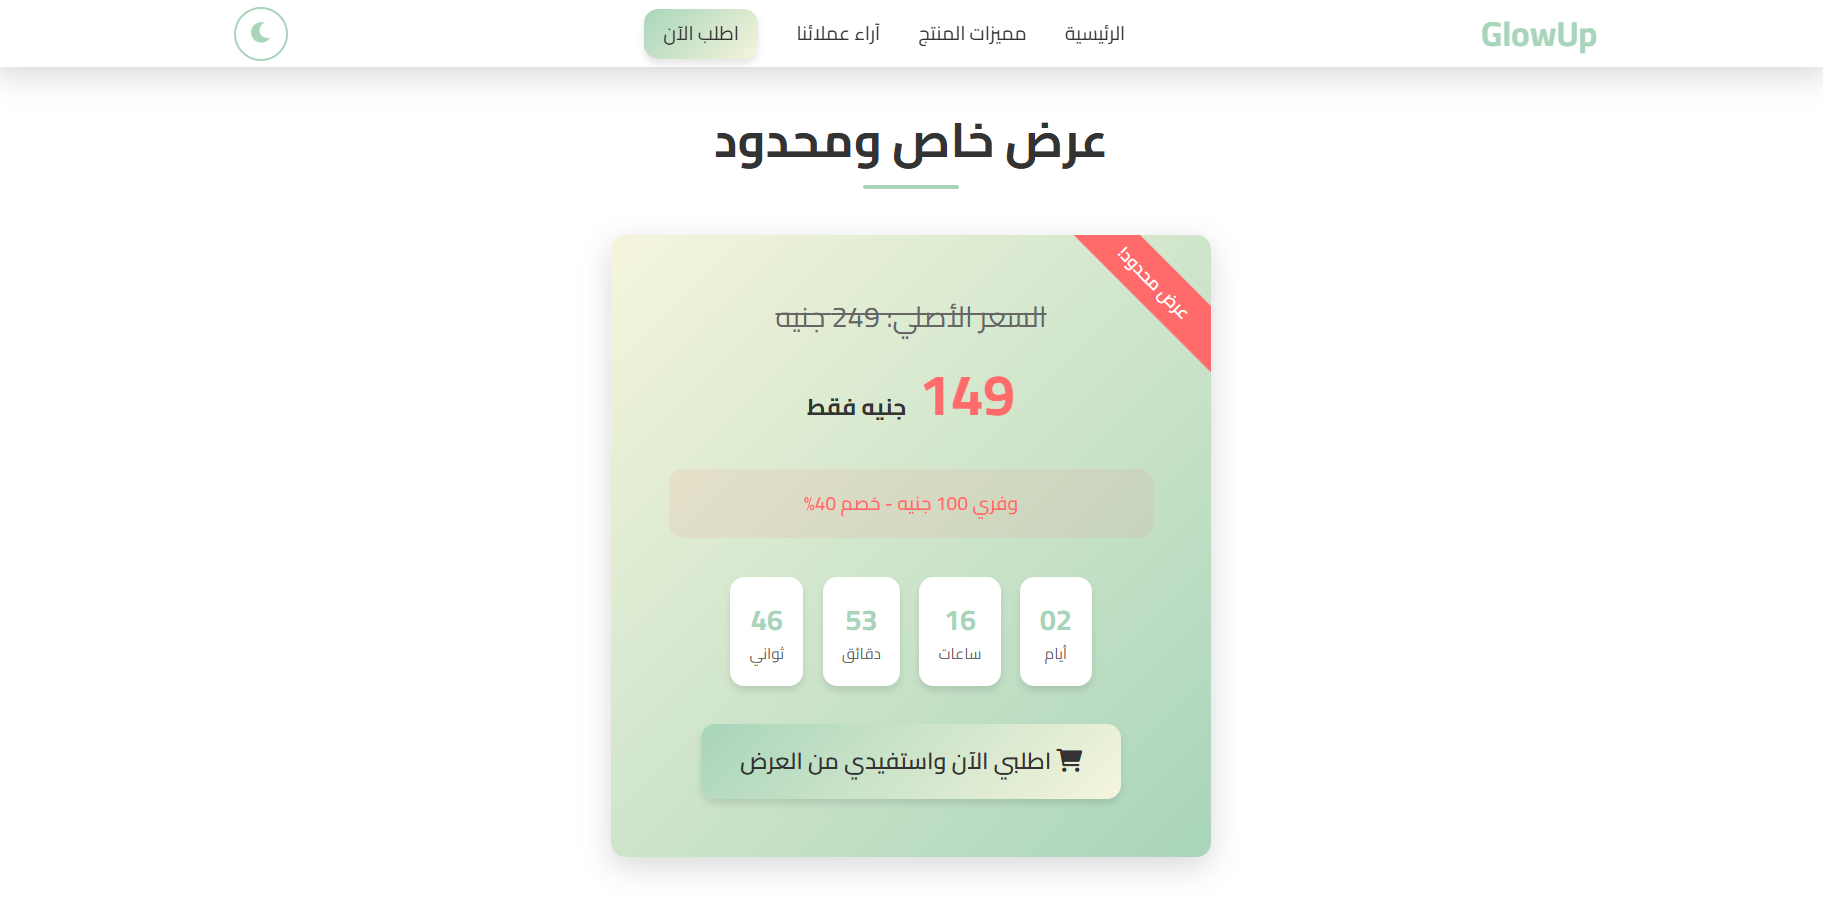 GlowUp
الرئيسية
مميزات المنتج
آراء عملائنا
اطلب الآن
عرض خاص ومحدود
عرض محدود!
السعر الأصلي: 249 جنيه
149 جنيه فقط
وفري 100 جنيه - خصم 40%
02
أيام
16
ساعات
53
دقائق
46
ثواني
اطلبي الآن واستفيدي من العرض